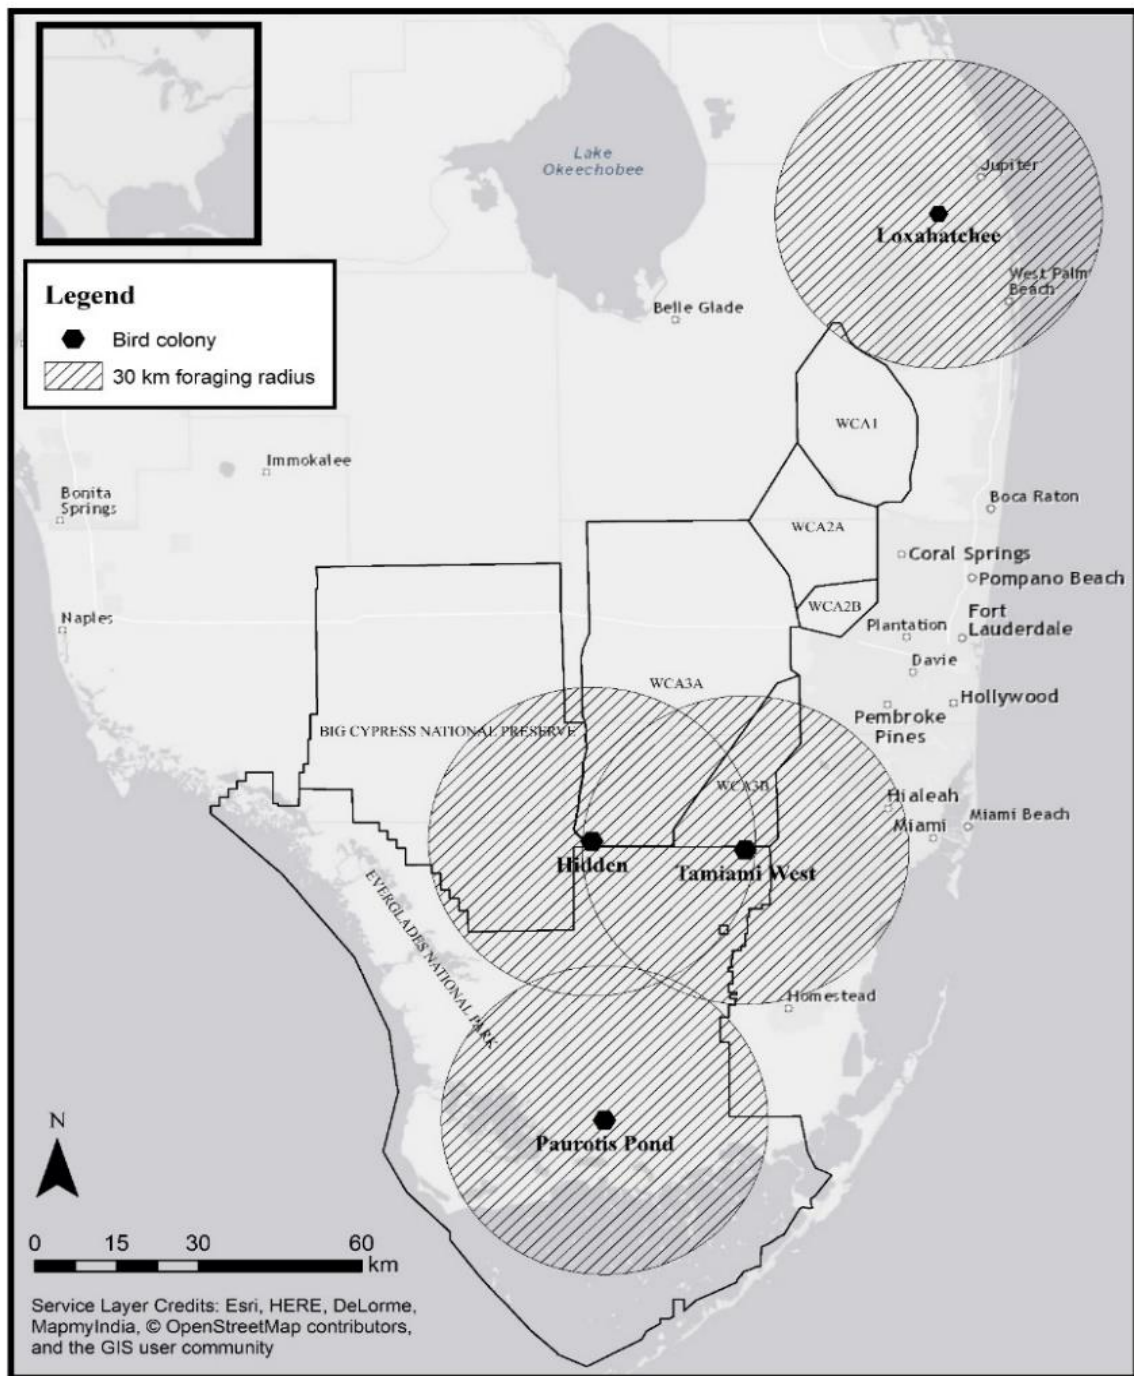 Lake
Okeechobee
Jupiter
Loxahatchee
West Palm
Beach
Belle Glade
Legend
Bird colony
30 km foraging radius
WCA1
Immokalee
Bonita
Springs
Boca Raton
WCA2A
Coral Springs
Pompano Beach
WCA2B
Fort
Lauderdale
Plantation
Naples
Davie
WCA3A
Hollywood
Pembroke
Pines
BIG CYPRESS NATIONAL PRESERVE
WCA3B
Hialeah
Miami Beach
Miami
Hidden
Tamiami West
EVERGLADES NATIONAL PARK
Homestead
Paurotis Pond
N
0 15 30 60
km
Service Layer Credits: Esri, HERE, DeLorme,
MapmyIndia, © OpenStreetMap contributors,
and the GIS user community